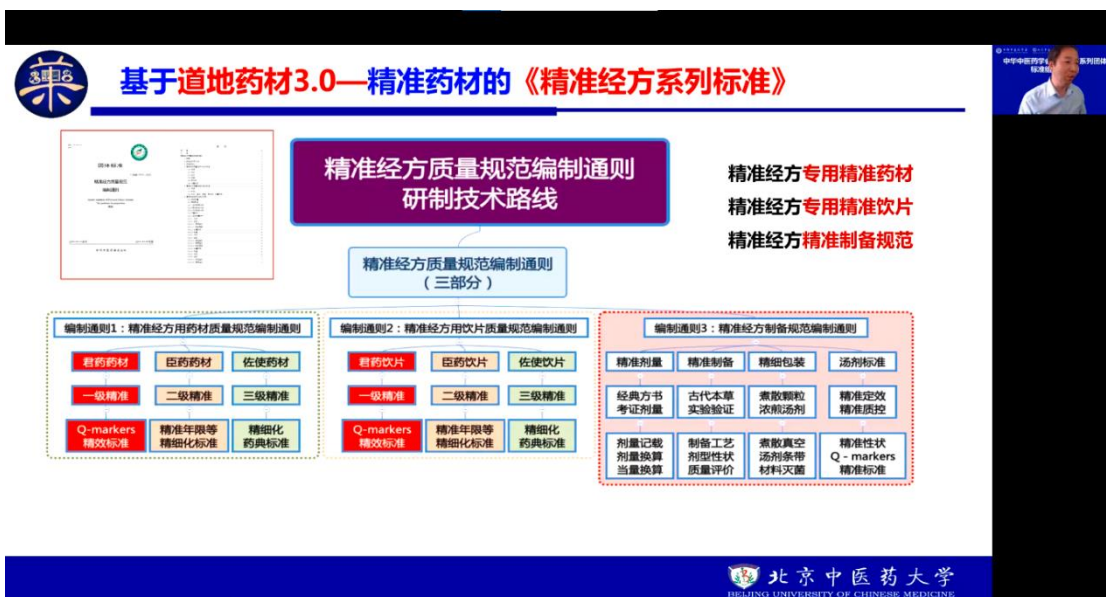 基于道地药材3.0—精准药材的《精准经方系列标准》
精准经方质量规范编制通则
研制技术路线
精准经方专用精准药材
精准经方专用精准饮片
精准经方精准制备规范
精准经方质量规范编制通则
（三部分）
编制通则1：精准经方用药材质量规范编制通则
君药药材
臣药药材
佐使药材
一级精准
二级精准
三级精准
Q-markers
精效标准
精准年限等
精细化标准
精细化
药典标准
编制通则2：精准经方用饮片质量规范编制通则
君药饮片
臣药饮片
佐使饮片
一级精准
二级精准
三级精准
Q-markers
精效标准
精准年限等
精细化标准
精细化
药典标准
编制通则3：精准经方制备规范编制通则
精准剂量
精准制备
精细包装
汤剂标准
经典方书
考证剂量
古代本草
实验验证
煮散颗粒
浓煎汤剂
精准定效
精准质控
剂量记载
剂量换算
当量换算
制备工艺
剂型性状
质量评价
煮散真空
汤剂条带
材料灭菌
精准性状
Q - markers
精准标准
北京中医药大学
BEIJING UNIVERSITY OF CHINESE MEDICINE